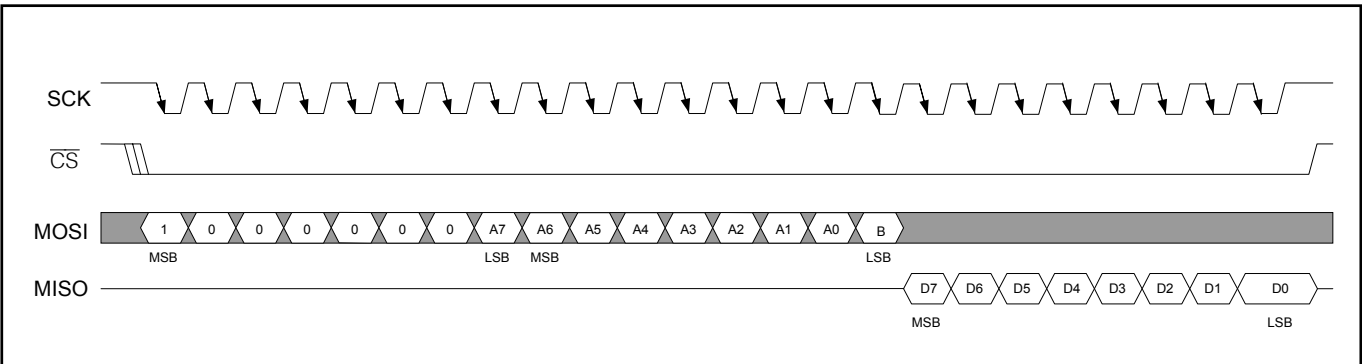 SCK
CS
MOSI 1 0 0 0 0 0 0 A7 A6 A5 A4 A3 A2 A1 A0 B
MSB LSB MSB LSB
MISO D7 D6 D5 D4 D3 D2 D1 D0
MSB LSB